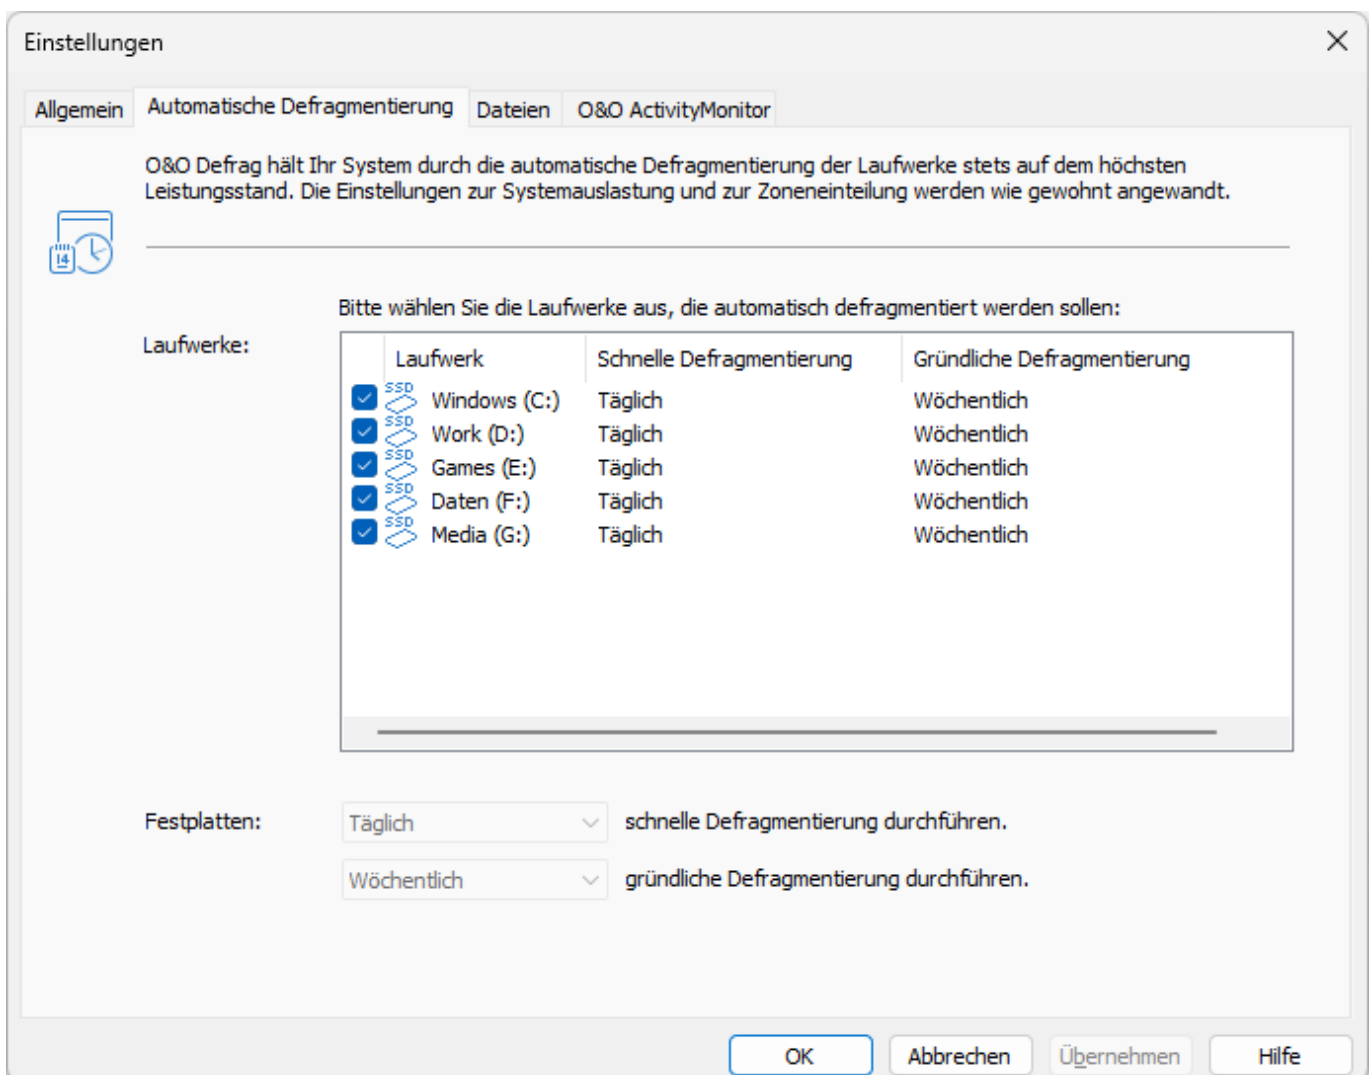 Einstellungen
Allgemein Automatische Defragmentierung Dateien O&O ActivityMonitor
O&O Defrag hält Ihr System durch die automatische Defragmentierung der Laufwerke stets auf dem höchsten
Leistungsstand. Die Einstellungen zur Systemauslastung und zur Zoneneinteilung werden wie gewohnt angewandt.
14
Bitte wählen Sie die Laufwerke aus, die automatisch defragmentiert werden sollen:
Laufwerke:
Laufwerk Schnelle Defragmentierung Gründliche Defragmentierung
SSD Windows (C:) Täglich Wöchentlich
SSD Work (D:) Täglich Wöchentlich
SSD Games (E:) Täglich Wöchentlich
SSD Daten (F:) Täglich Wöchentlich
SSD Media (G:) Täglich Wöchentlich
Festplatten: Täglich schnelle Defragmentierung durchführen.
Wöchentlich gründliche Defragmentierung durchführen.
OK Abbrechen Übernehmen Hilfe